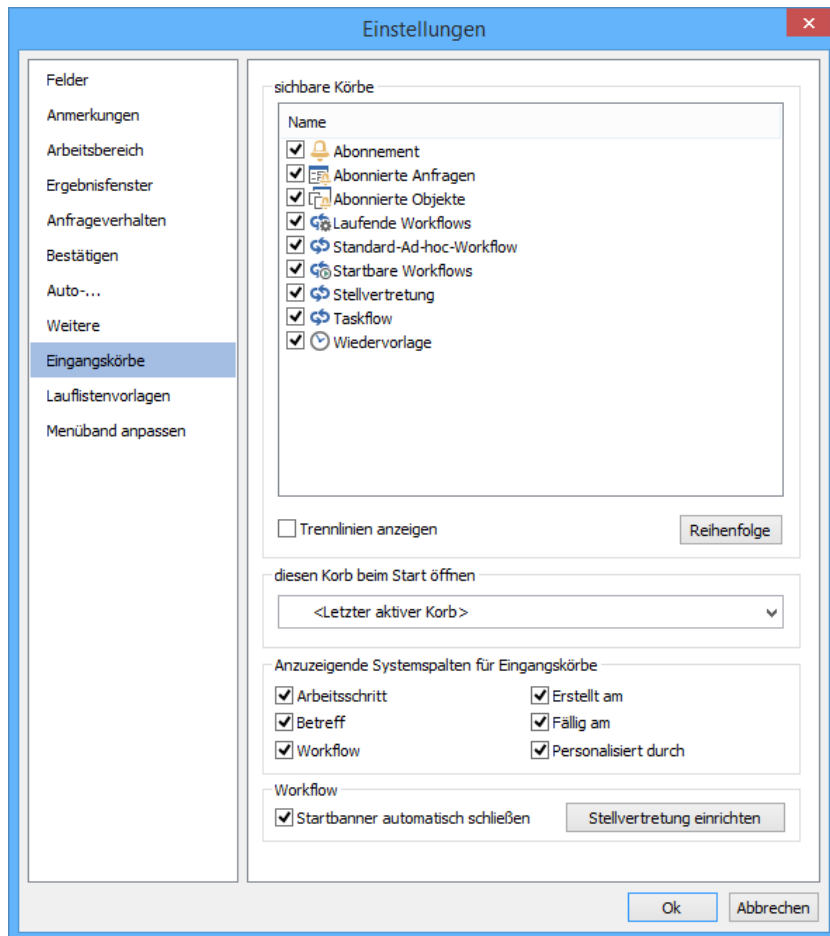 Einstellungen
Felder
Anmerkungen
Arbeitsbereich
Ergebnisfenster
Anfrageverhalten
Bestätigen
Auto-...
Weitere
Eingangskörbe
Lauflistenvorlagen
Menüband anpassen
sichbare Körbe
Name
Abonnement
Abonnierte Anfragen
Abonnierte Objekte
Laufende Workflows
Standard-Ad-hoc-Workflow
Startbare Workflows
Stellvertretung
Taskflow
Wiedervorlage
Trennlinien anzeigen
Reihenfolge
diesen Korb beim Start öffnen
<Letzter aktiver Korb>
Anzuzeigende Systemspalten für Eingangskörbe
Arbeitsschritt
Erstellt am
Betreff
Fällig am
Workflow
Personalisiert durch
Workflow
Startbanner automatisch schließen
Stellvertretung einrichten
Ok
Abbrechen